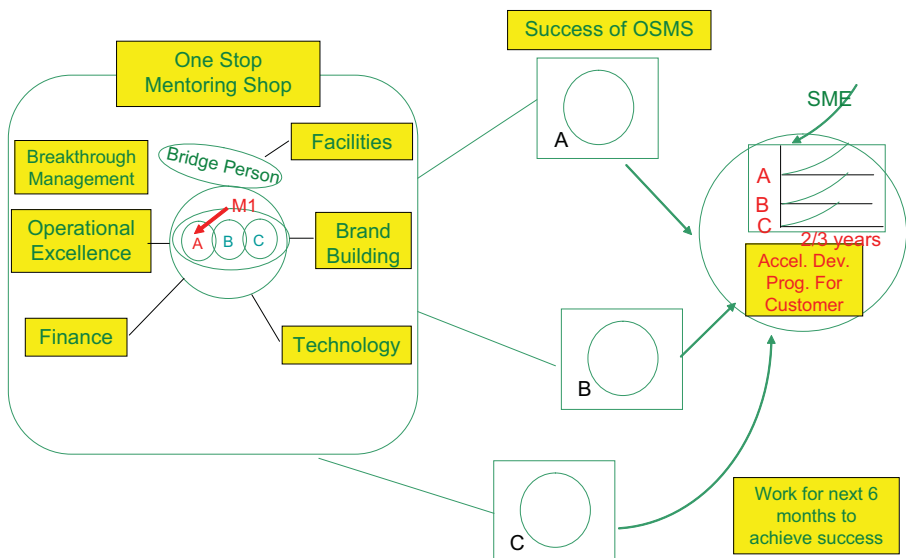 One Stop
Mentoring Shop
Success of OSMS
Breakthrough
Management
Bridge Person
Facilities
Operational
Excellence
M1
A
B
C
Brand
Building
Finance
Technology
A
B
C
SME
A
B
C
2/3 years
Accel. Dev.
Prog. For
Customer
Work for next 6
months to
achieve success